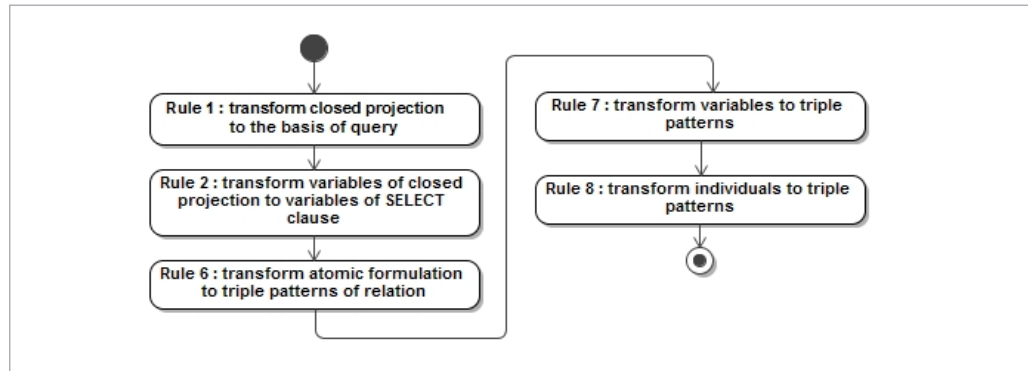 Rule 1 : transform closed projection
to the basis of query
Rule 2 : transform variables of closed
projection to variables of SELECT
clause
Rule 6 : transform atomic formulation
to triple patterns of relation
Rule 7 : transform variables to triple
patterns
Rule 8 : transform individuals to triple
patterns